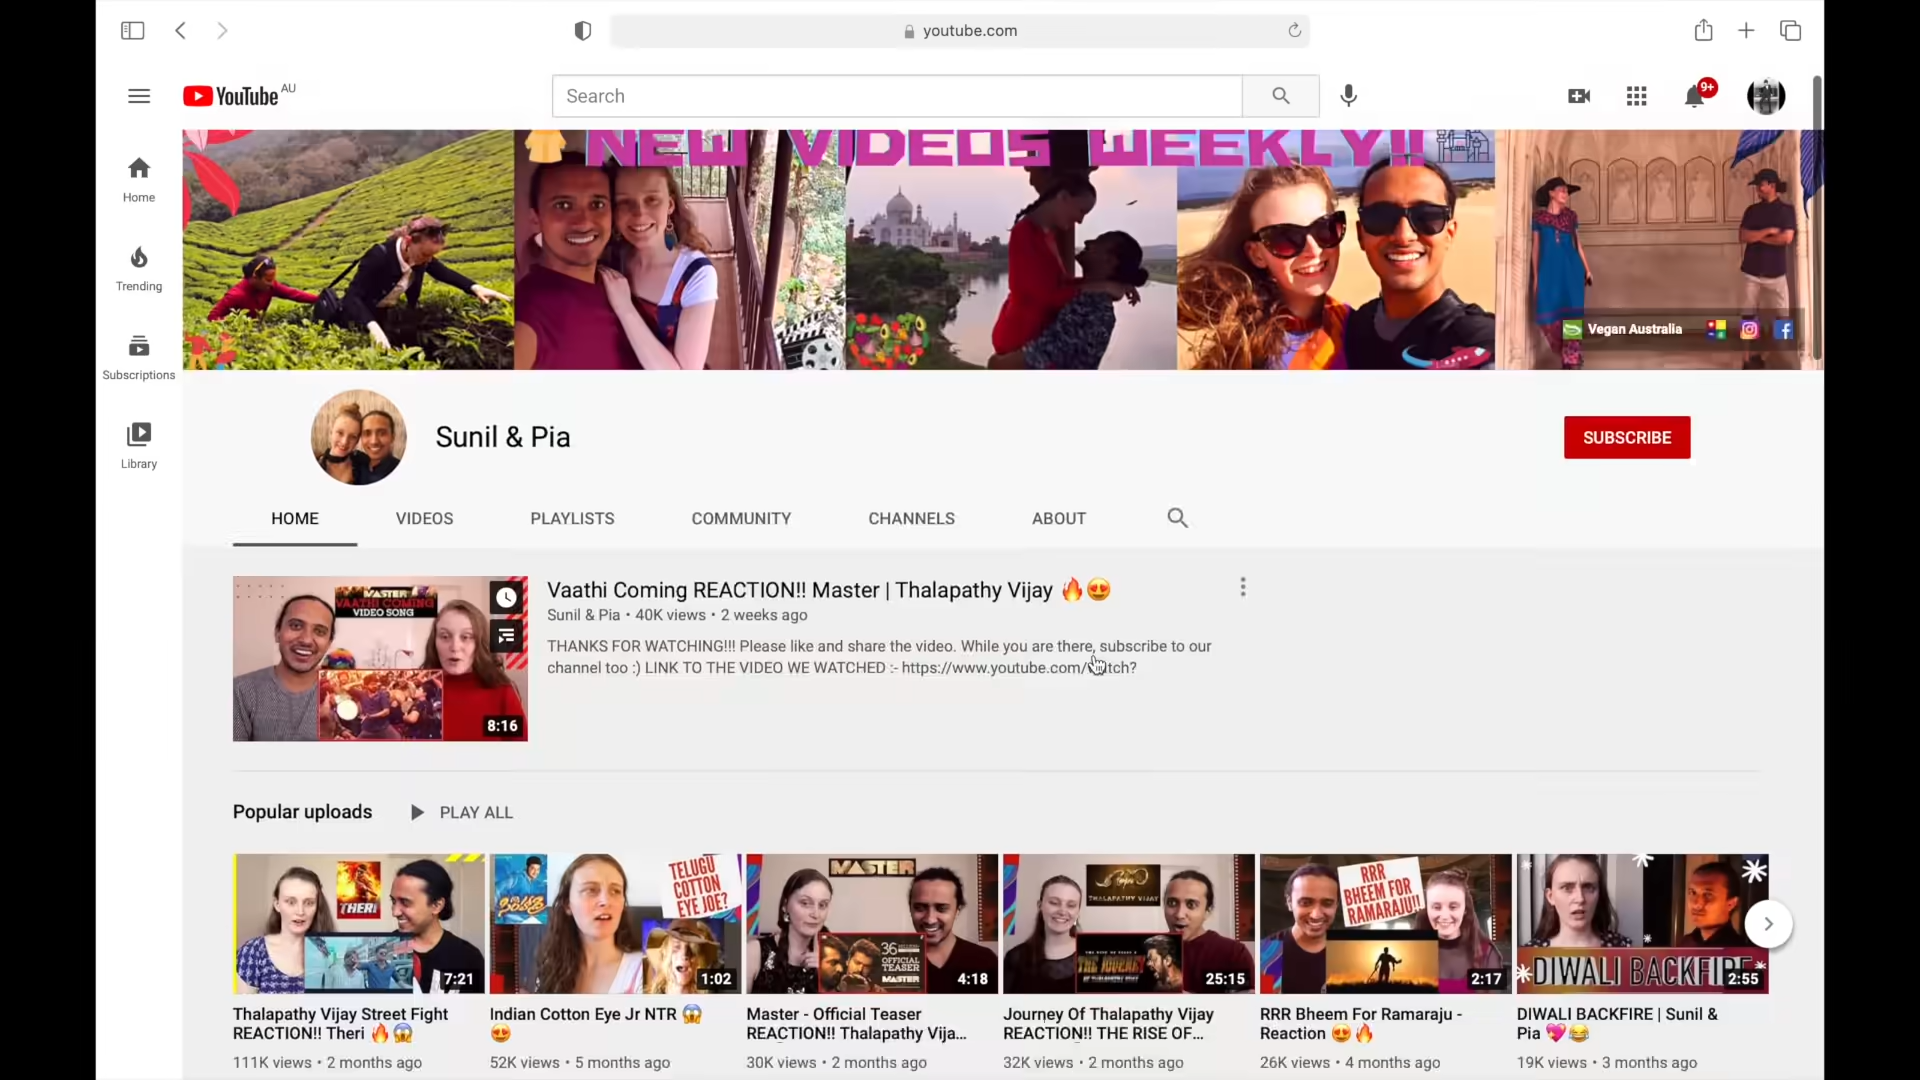 youtube.com
YouTube AU
Search
9+
NEW VIDEOS WEEKLY!!
Home
Trending
Subscriptions
Library
Vegan Australia
Sunil & Pia
SUBSCRIBE
HOME VIDEOS PLAYLISTS COMMUNITY CHANNELS ABOUT
MASTER
VAATHI COMING
VIDEO SONG
8:16
Vaathi Coming REACTION!! Master | Thalapathy Vijay 🔥😍
Sunil & Pia • 40K views • 2 weeks ago
THANKS FOR WATCHING!!! Please like and share the video. While you are there, subscribe to our
channel too :) LINK TO THE VIDEO WE WATCHED :- https://www.youtube.com/watch?
Popular uploads PLAY ALL
THERI
7:21
TELUGU
COTTON
EYE JOE?
1:02
MASTER
36
OFFICIAL
TEASER
MASTER
4:18
THALAPATHY VIJAY
THE JOURNEY
25:15
RRR
BHEEM FOR
RAMARAJU!!
2:17
DIWALI BACKFIRE
2:55
Thalapathy Vijay Street Fight
REACTION!! Theri 🔥😱
111K views • 2 months ago
Indian Cotton Eye Jr NTR 😱
😍
52K views • 5 months ago
Master - Official Teaser
REACTION!! Thalapathy Vija...
30K views • 2 months ago
Journey Of Thalapathy Vijay
REACTION!! THE RISE OF...
32K views • 2 months ago
RRR Bheem For Ramaraju -
Reaction 😍🔥
26K views • 4 months ago
DIWALI BACKFIRE | Sunil &
Pia 💖😂
19K views • 3 months ago